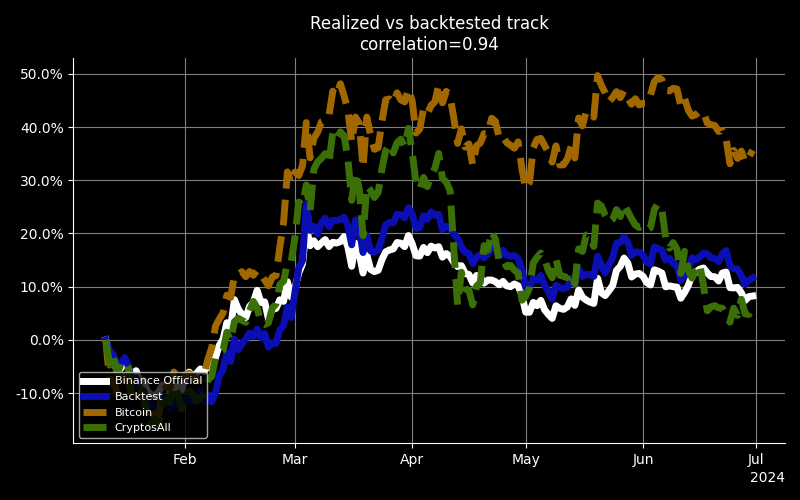 Realized vs backtested track
correlation=0.94
50.0%
40.0%
30.0%
20.0%
10.0%
0.0%
-10.0%
Binance Official
Backtest
Bitcoin
CryptosAll
Feb
Mar
Apr
May
Jun
Jul
2024